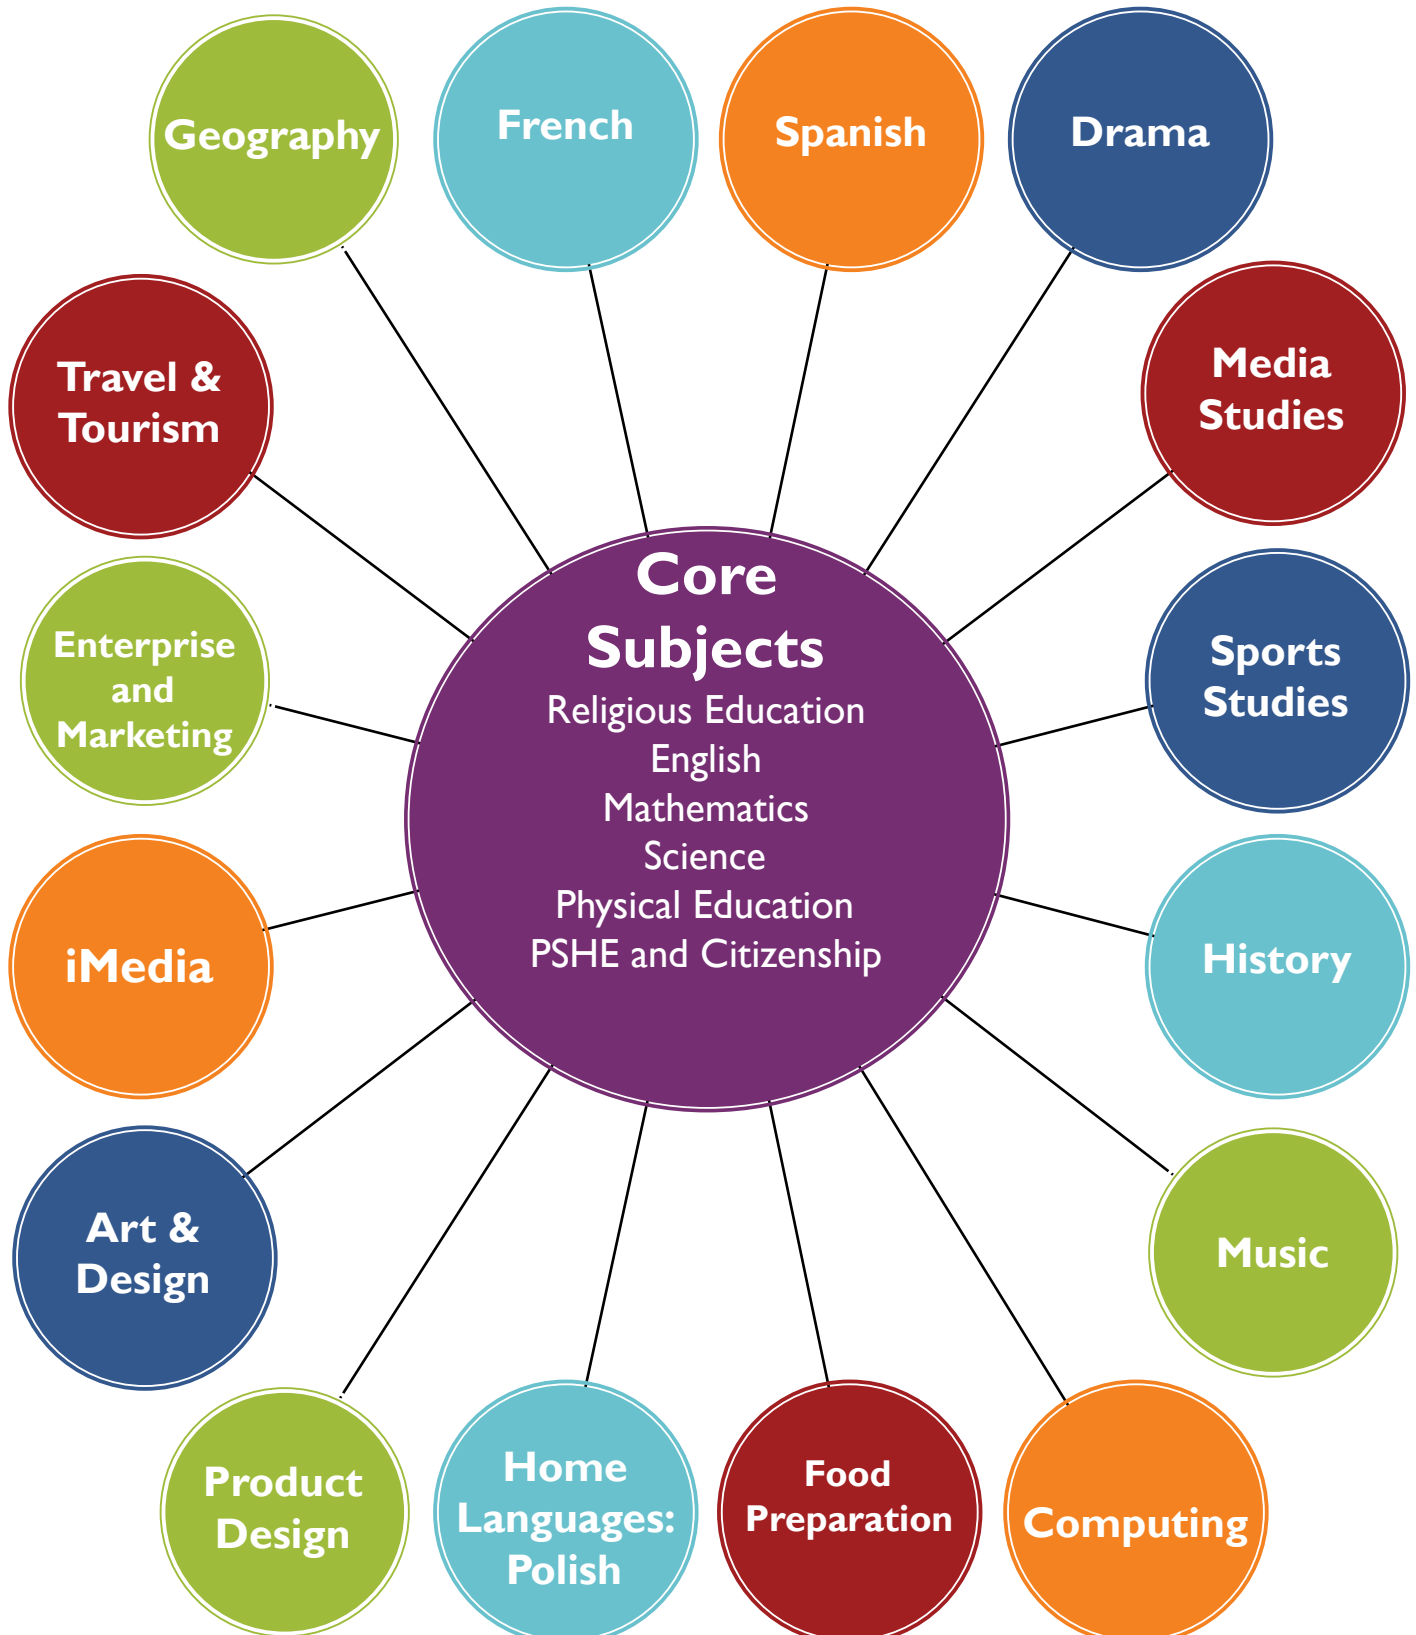 Geography
French
Spanish
Drama
Travel &
Tourism
Media
Studies
Enterprise
and
Marketing
Core
Subjects
Religious Education
English
Mathematics
Science
Physical Education
PSHE and Citizenship
Sports
Studies
iMedia
History
Art &
Design
Music
Product
Design
Home
Languages:
Polish
Food
Preparation
Computing